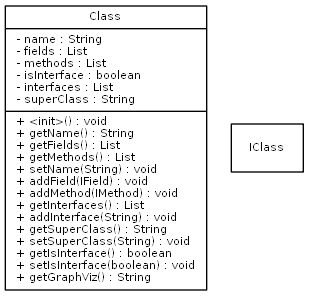 Class
- name : String
- fields : List
- methods : List
- isInterface : boolean
- interfaces : List
- superClass : String
+ <init>() : void
+ getName() : String
+ getFields() : List
+ getMethods() : List
+ setName(String) : void
+ addField(IField) : void
+ addMethod(IMethod) : void
+ getInterfaces() : List
+ addInterface(String) : void
+ getSuperClass() : String
+ setSuperClass(String) : void
+ getIsInterface() : boolean
+ setIsInterface(boolean) : void
+ getGraphViz() : String
IClass